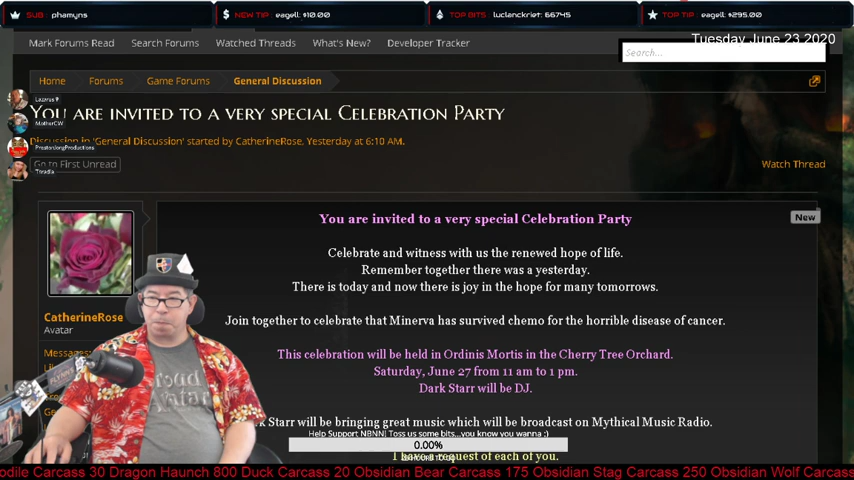 SUB: phamyns
NEW TIP: eagell: $10.00
TOP BITS: luclanckriet: 66745
TOP TIP: eagell: $295.00
Mark Forums Read Search Forums Watched Threads What's New? Developer Tracker
Tuesday June 23 2020
Search...
Home Forums Game Forums General Discussion
Lazarus
MotherCW
PrestonJongProductions
Thradia
You are invited to a very special Celebration Party
Discussion in 'General Discussion' started by CatherineRose, Yesterday at 6:10 AM.
Go to First Unread
Watch Thread
New
You are invited to a very special Celebration Party
Celebrate and witness with us the renewed hope of life.
Remember together there was a yesterday.
There is today and now there is joy in the hope for many tomorrows.
CatherineRose
Avatar
Join together to celebrate that Minerva has survived chemo for the horrible disease of cancer.
Messages:
This celebration will be held in Ordinis Mortis in the Cherry Tree Orchard.
Saturday, June 27 from 11 am to 1 pm.
Dark Starr will be DJ.
Proud
Avatar
Starr will be bringing great music which will be broadcast on Mythical Music Radio.
Help Support NBNN| Toss us some bits...you know you wanna ;)
0.00%
I have a request of each of you.
odile Carcass 30 Dragon Haunch 800 Duck Carcass 20 Obsidian Bear Carcass 175 Obsidian Stag Carcass 250 Obsidian Wolf Carcass